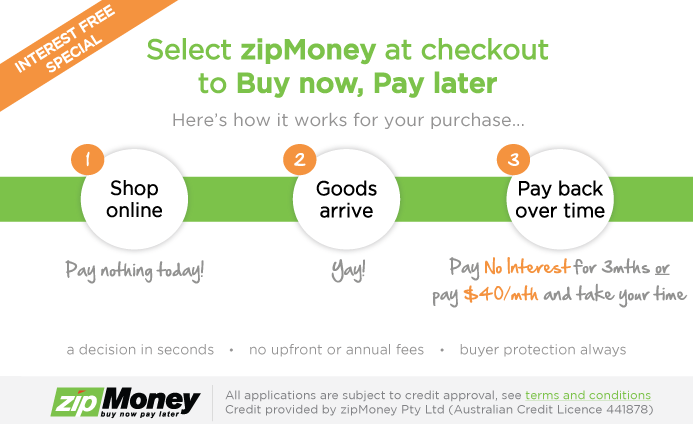 INTEREST FREE
SPECIAL
Select zipMoney at checkout
to Buy now, Pay later
Here's how it works for your purchase...
1
2
3
Shop
online
Goods
arrive
Pay back
over time
Pay nothing today!
Yay!
Pay No Interest for 3mths or
pay $40/mth and take your time
a decision in seconds • no upfront or annual fees • buyer protection always
zipMoney
buy now pay later
All applications are subject to credit approval, see terms and conditions
Credit provided by zipMoney Pty Ltd (Australian Credit Licence 441878)